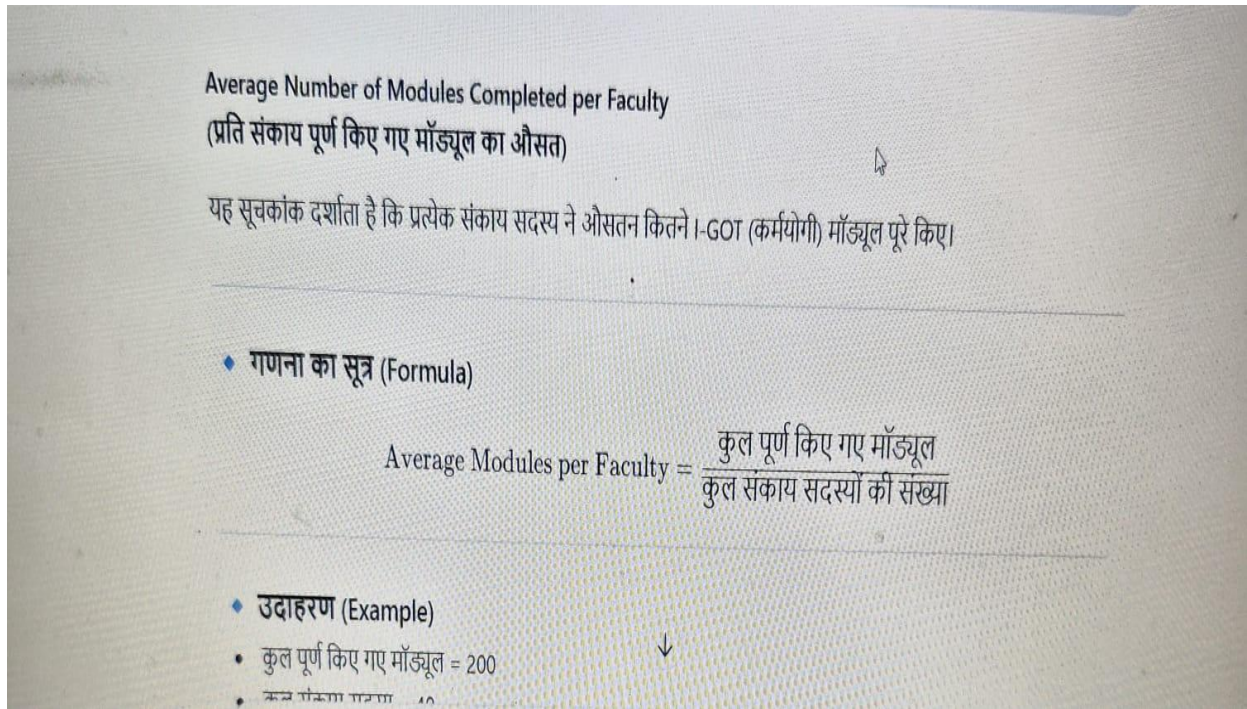 Average Number of Modules Completed per Faculty
(प्रति संकाय पूर्ण किए गए मॉड्यूल का औसत)
यह सूचकांक दर्शाता है कि प्रत्येक संकाय सदस्य ने औसतन कितने I-GOT (कर्मयोगी) मॉड्यूल पूरे किए।
गणना का सूत्र (Formula)
Average Modules per Faculty = कुल पूर्ण किए गए मॉड्यूल
कुल संकाय सदस्यों की संख्या
उदाहरण (Example)
कुल पूर्ण किए गए मॉड्यूल = 200